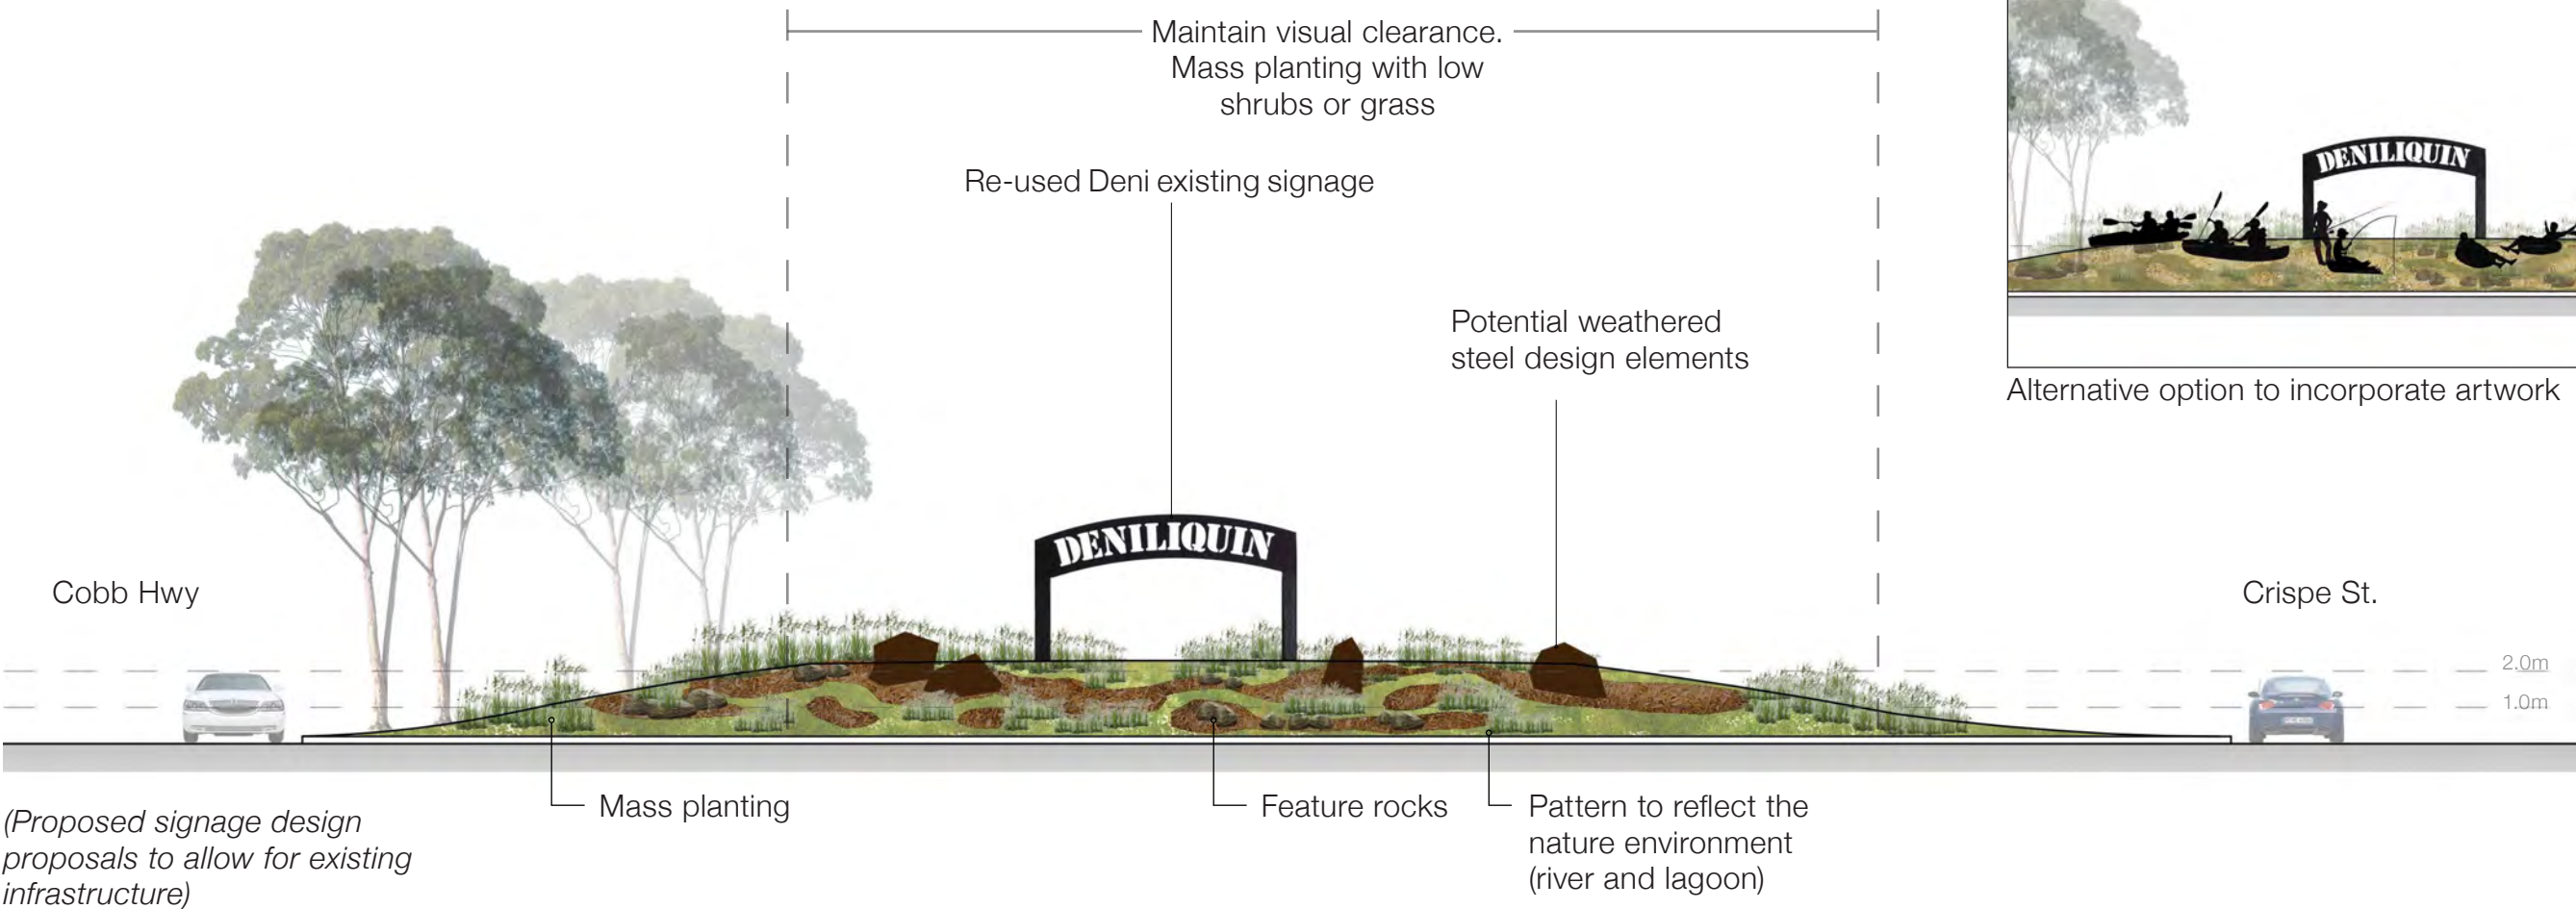 Maintain visual clearance.
Mass planting with low
shrubs or grass
Re-used Deni existing signage
DENILIQUIN
Potential weathered
steel design elements
Alternative option to incorporate artwork
DENILIQUIN
Cobb Hwy
Crispe St.
2.0m
1.0m
Mass planting
Feature rocks
Pattern to reflect the
nature environment
(river and lagoon)
(Proposed signage design
proposals to allow for existing
infrastructure)